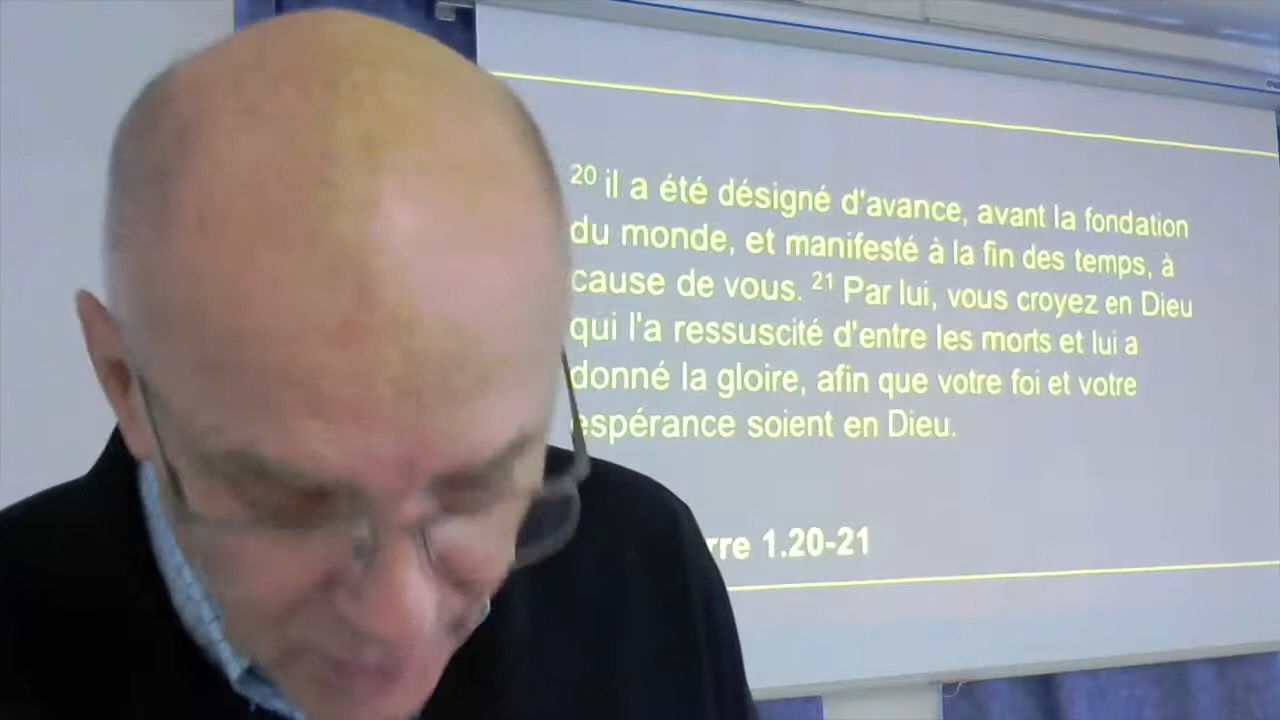 20 il a été désigné d'avance, avant la fondation
du monde, et manifesté à la fin des temps, à
cause de vous. 21 Par lui, vous croyez en Dieu
qui l'a ressuscité d'entre les morts et lui a
donné la gloire, afin que votre foi et votre
espérance soient en Dieu.
1.20-21